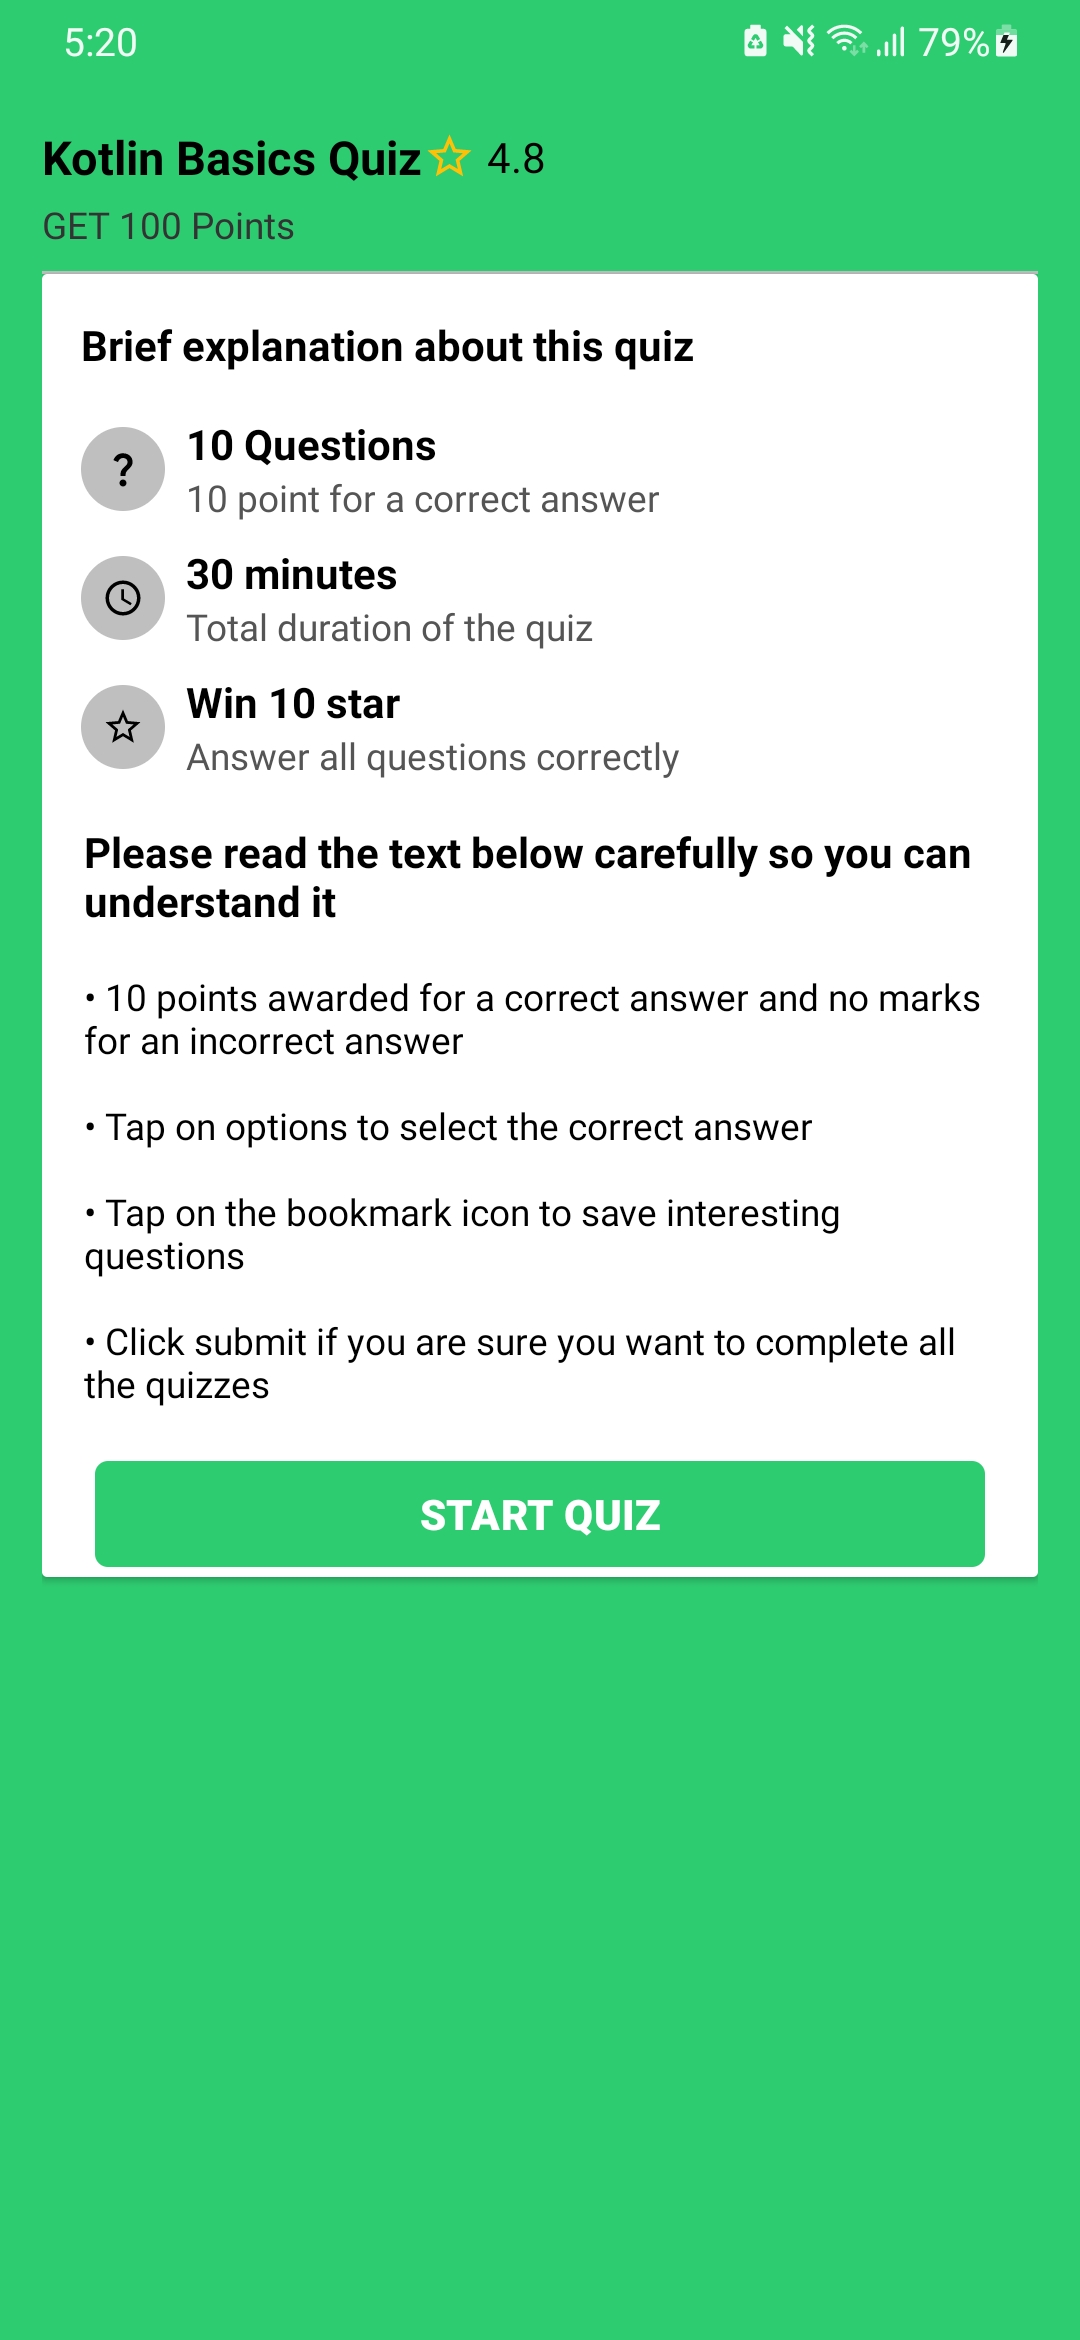 5:20
79%
Kotlin Basics Quiz 4.8
GET 100 Points
Brief explanation about this quiz
?
10 Questions
10 point for a correct answer
30 minutes
Total duration of the quiz
Win 10 star
Answer all questions correctly
Please read the text below carefully so you can
understand it
• 10 points awarded for a correct answer and no marks
for an incorrect answer
• Tap on options to select the correct answer
• Tap on the bookmark icon to save interesting
questions
• Click submit if you are sure you want to complete all
the quizzes
START QUIZ